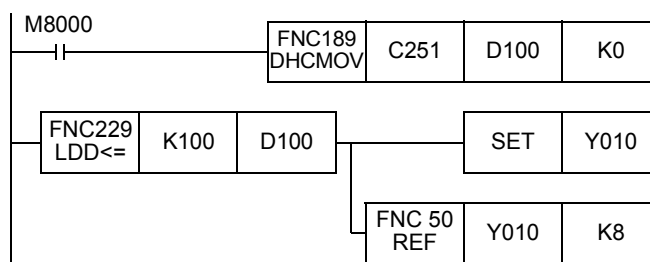 M8000
FNC189
DHCMOV
C251
D100
K0
FNC229
LDD<=
K100
D100
SET
Y010
FNC 50
REF
Y010
K8